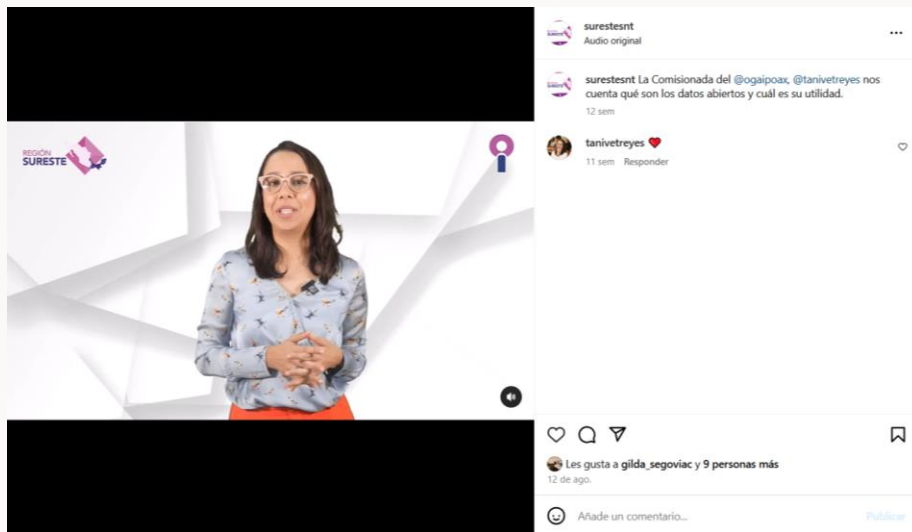 REGIÓN
SURESTE
surestesnt
Audio original
surestesnt La Comisionada del @ogaipoax, @tanivetreyes nos
cuenta qué son los datos abiertos y cuál es su utilidad.
12 sem
tanivetreyes ❤️
11 sem Responder
Les gusta a gilda_segoviac y 9 personas más
12 de ago.
Añade un comentario...
Publicar